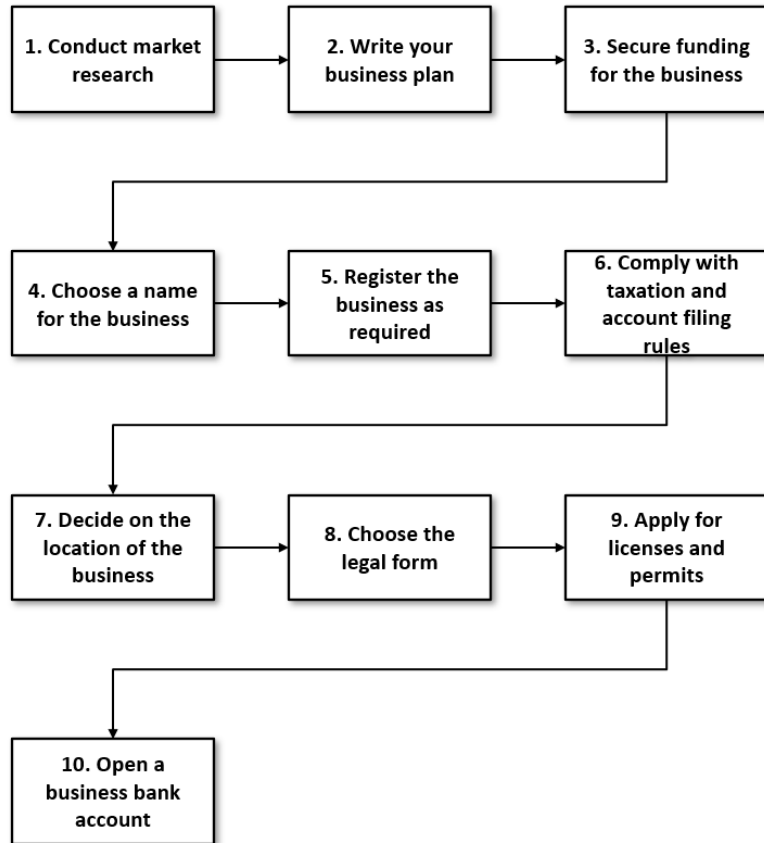 1. Conduct market
research
2. Write your
business plan
3. Secure funding
for the business
4. Choose a name
for the business
5. Register the
business as
required
6. Comply with
taxation and
account filing
rules
7. Decide on the
location of the
business
8. Choose the
legal form
9. Apply for
licenses and
permits
10. Open a
business bank
account